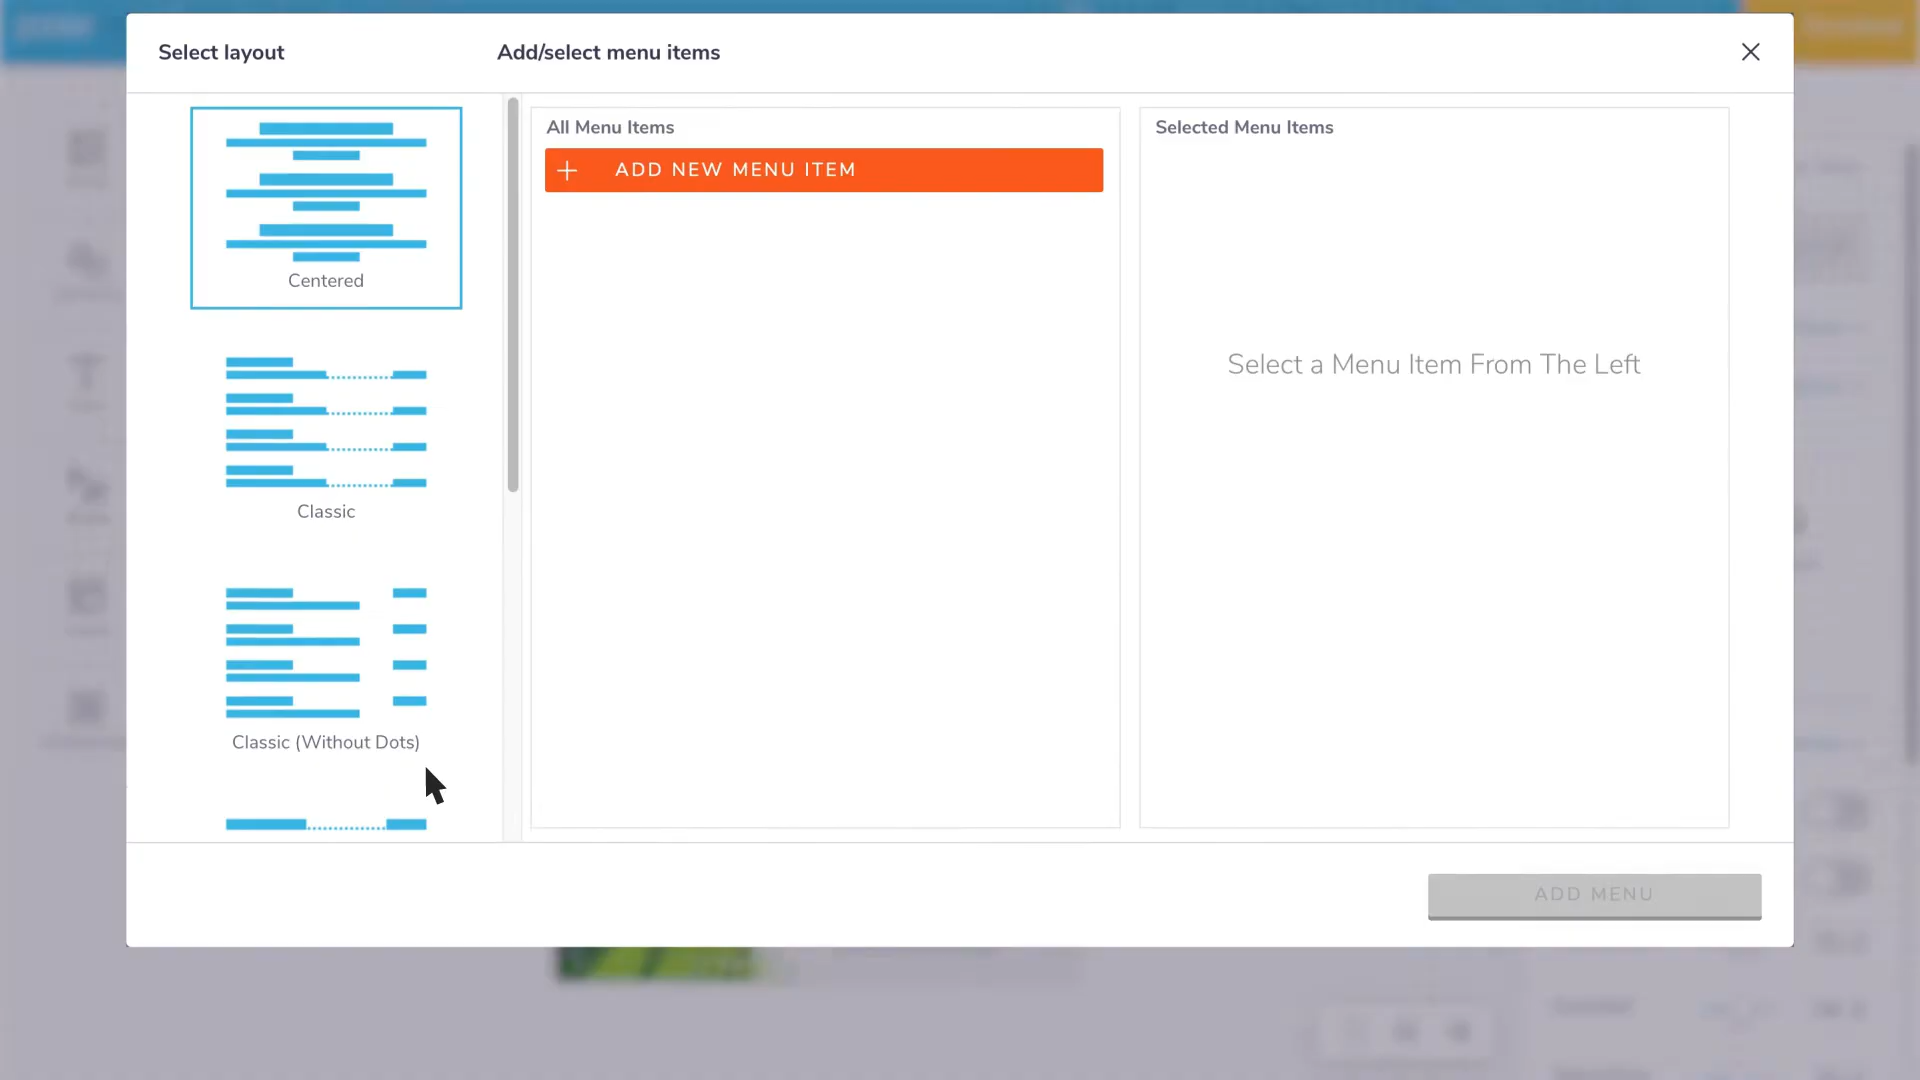 Select layout
Add/select menu items
All Menu Items
Selected Menu Items
ADD NEW MENU ITEM
Centered
Select a Menu Item From The Left
Classic
Classic (Without Dots)
ADD MENU